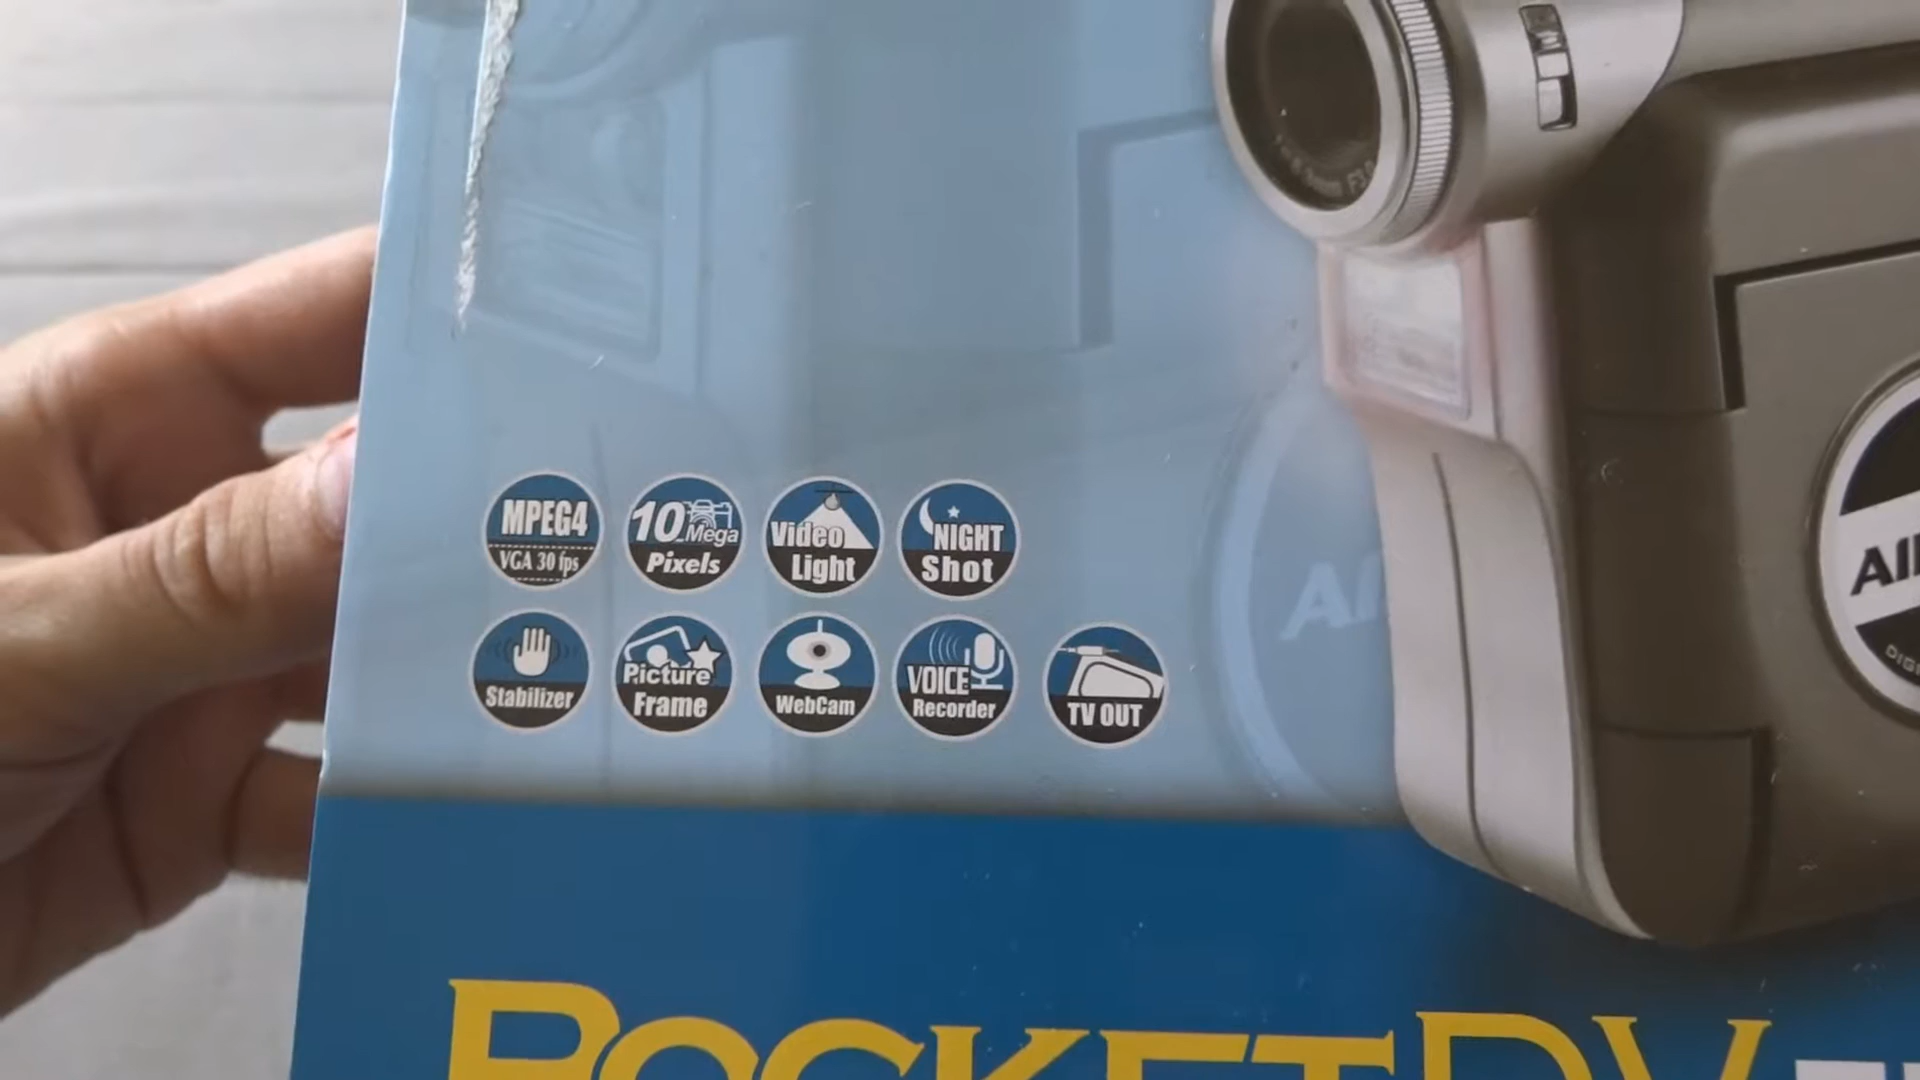 MPEG4
VGA 30 fps
10 Mega
Pixels
Video
Light
NIGHT
Shot
Stabilizer
Picture
Frame
WebCam
VOICE
Recorder
TV OUT
POCKETDV